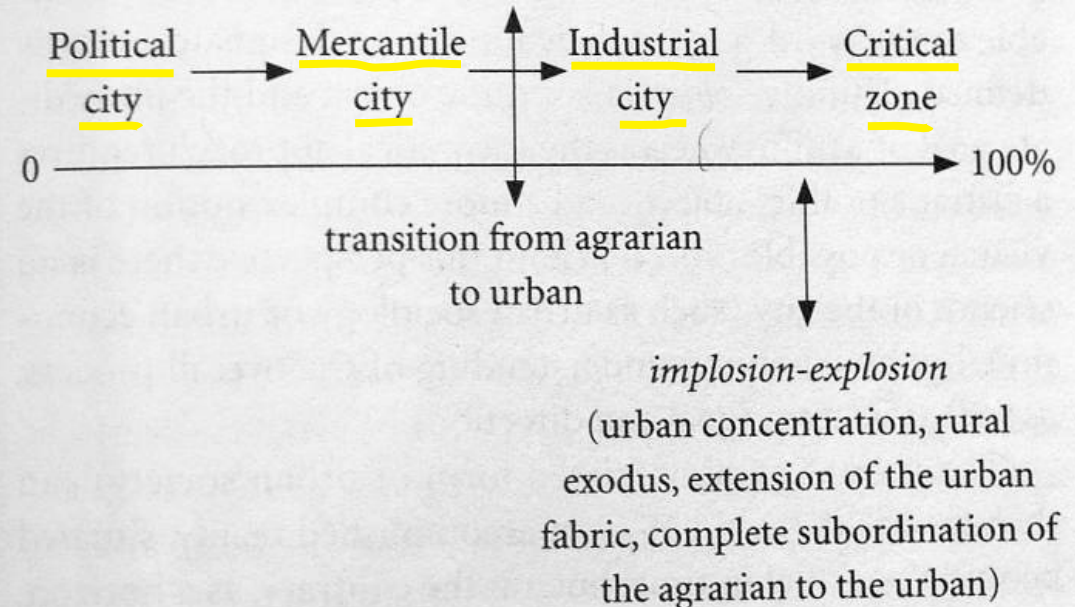 Political Mercantile Industrial Critical
city city city zone
0 100%
transition from agrarian
to urban
implosion-explosion
(urban concentration, rural
exodus, extension of the urban
fabric, complete subordination of
the agrarian to the urban)